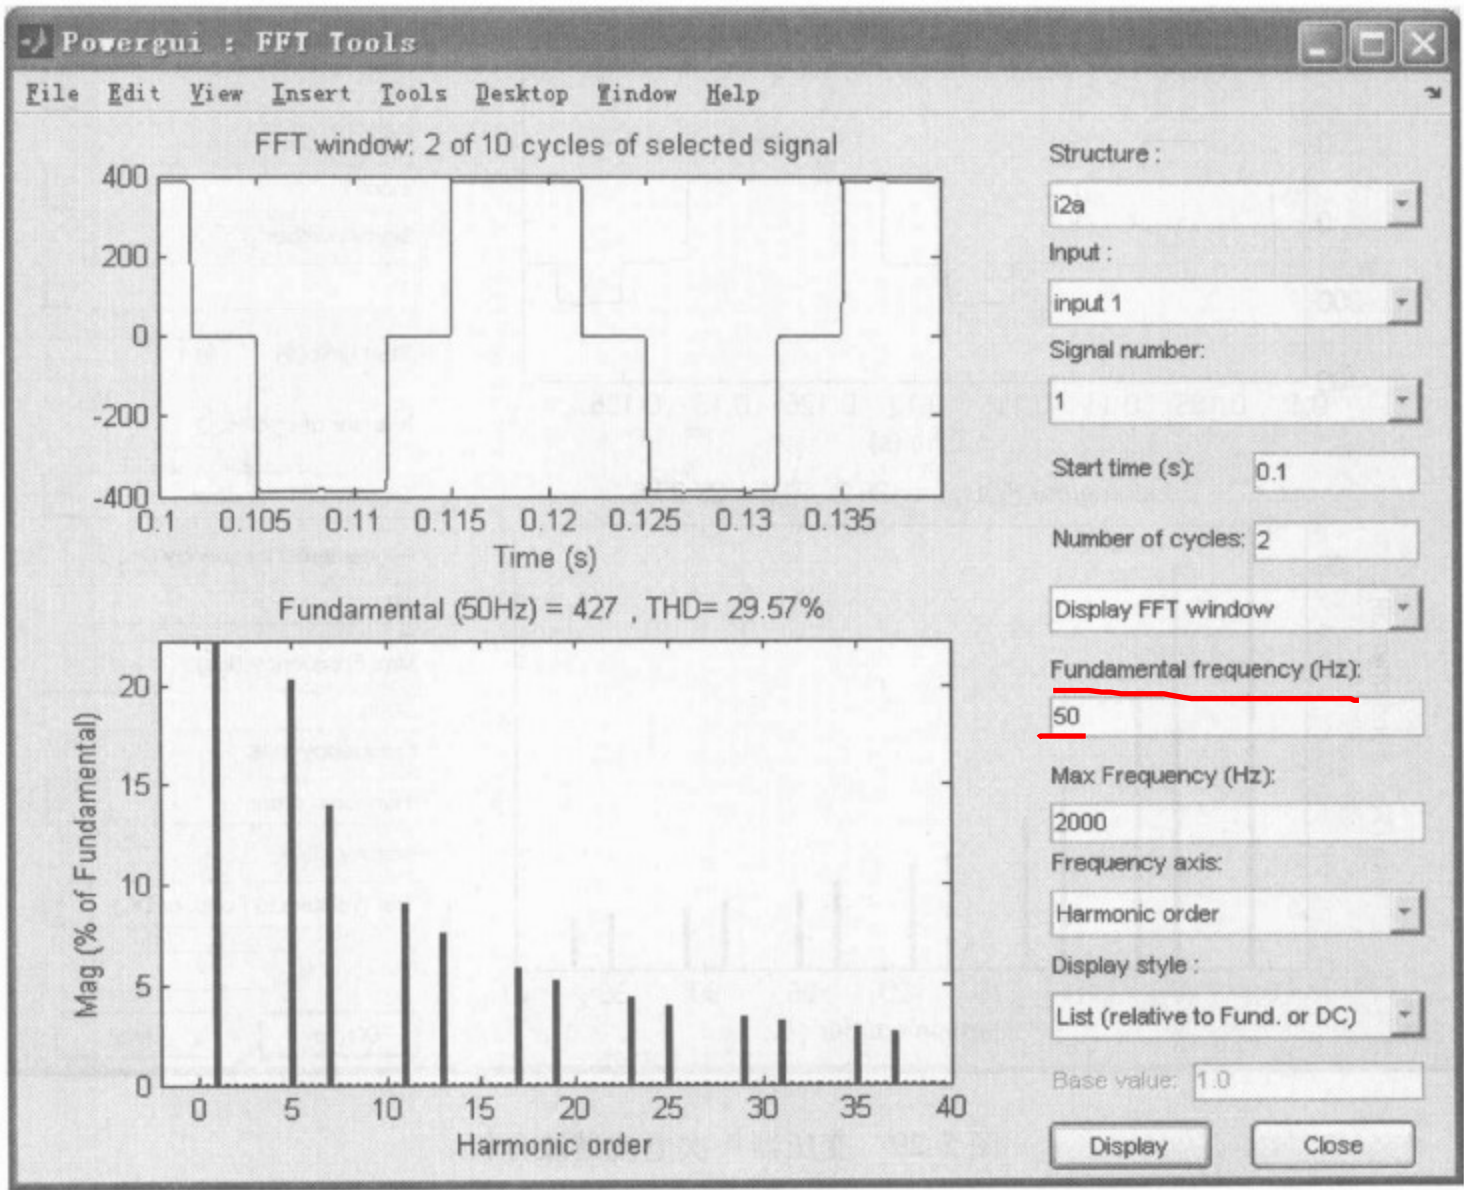 Powergui : FFT Tools
File Edit View Insert Tools Desktop Window Help
FFT window: 2 of 10 cycles of selected signal
400
200
0
-200
-400
0.1 0.105 0.11 0.115 0.12 0.125 0.13 0.135
Time (s)
Fundamental (50Hz) = 427 , THD= 29.57%
20
15
10
5
0
Mag (% of Fundamental)
0 5 10 15 20 25 30 35 40
Harmonic order
Structure :
i2a
Input :
input 1
Signal number:
1
Start time (s): 0.1
Number of cycles: 2
Display FFT window
Fundamental frequency (Hz):
50
Max Frequency (Hz):
2000
Frequency axis:
Harmonic order
Display style :
List (relative to Fund. or DC)
Base value: 1.0
Display Close